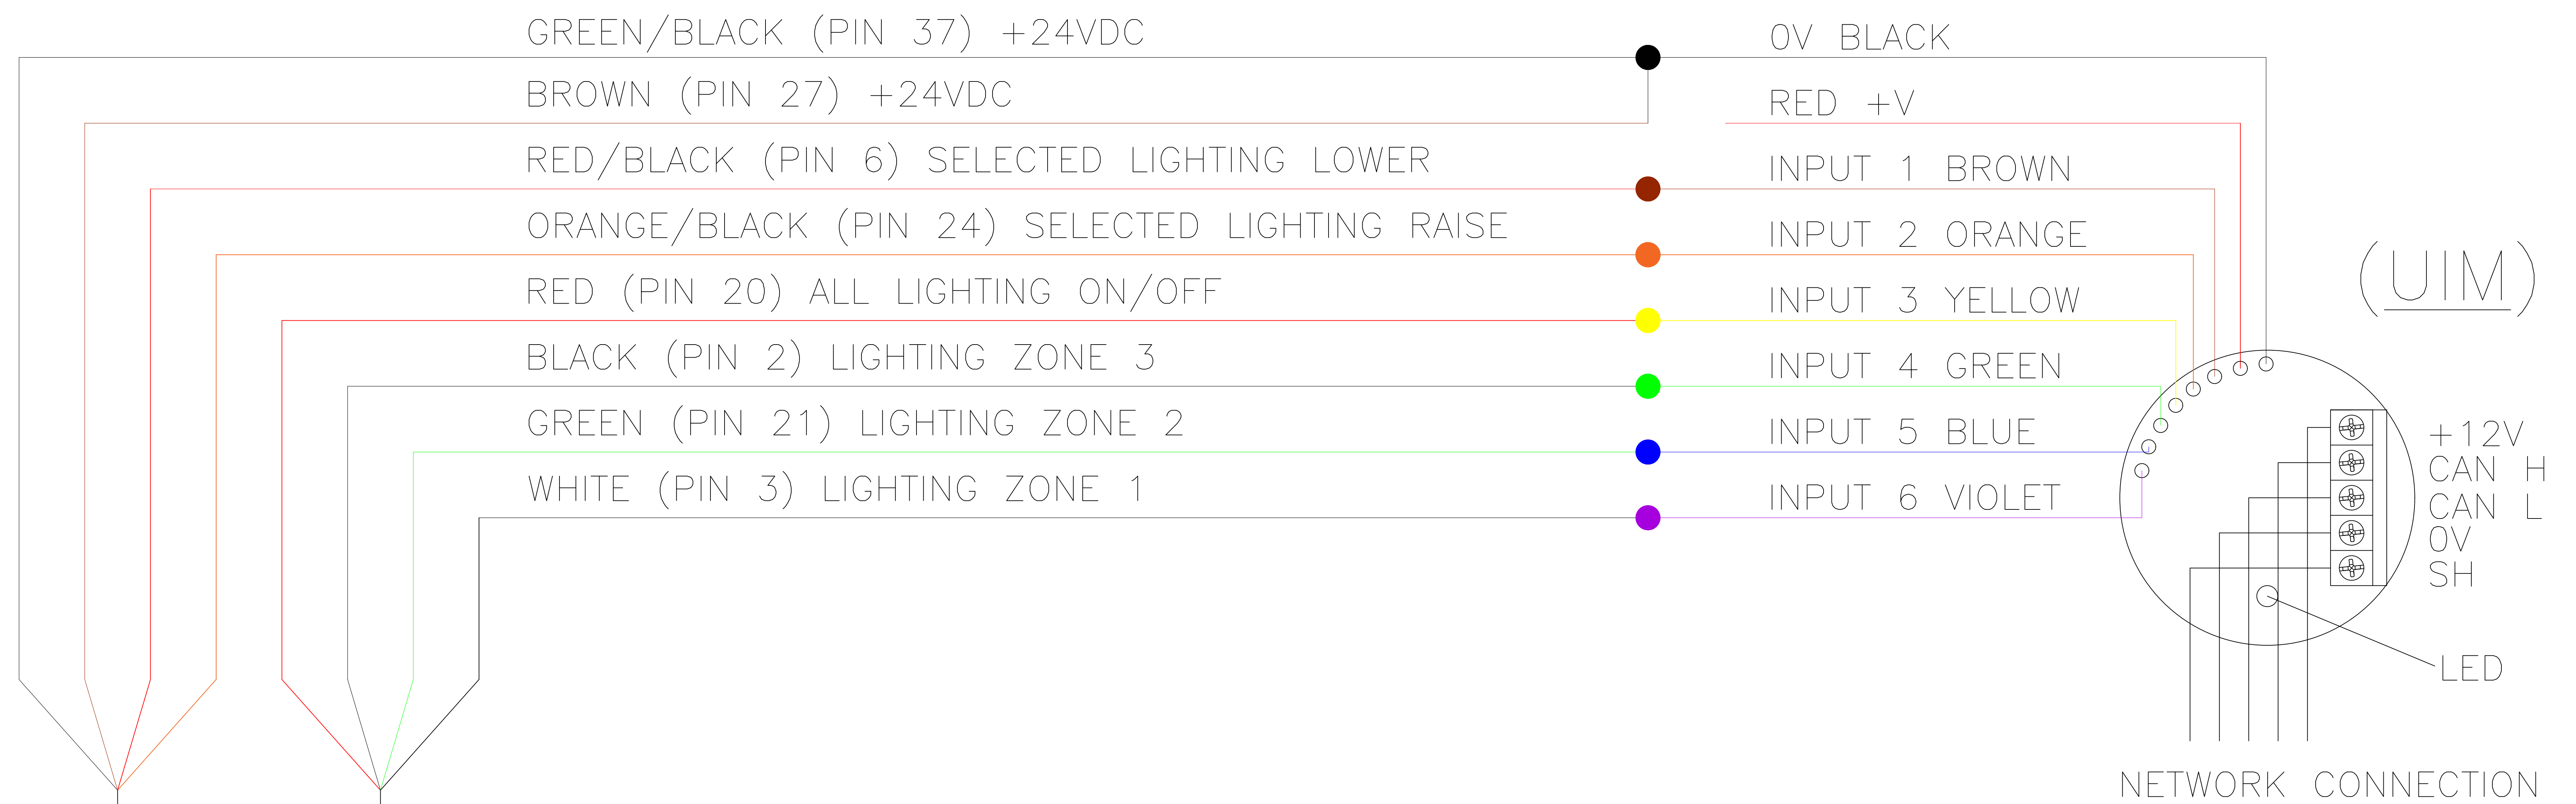 GREEN/BLACK (PIN 37) +24VDC
0V BLACK
BROWN (PIN 27) +24VDC
RED +V
RED/BLACK (PIN 6) SELECTED LIGHTING LOWER
INPUT 1 BROWN
ORANGE/BLACK (PIN 24) SELECTED LIGHTING RAISE
INPUT 2 ORANGE
RED (PIN 20) ALL LIGHTING ON/OFF
INPUT 3 YELLOW
BLACK (PIN 2) LIGHTING ZONE 3
INPUT 4 GREEN
GREEN (PIN 21) LIGHTING ZONE 2
INPUT 5 BLUE
WHITE (PIN 3) LIGHTING ZONE 1
INPUT 6 VIOLET
(UIM)
+12V
CAN H
CAN L
0V
SH
LED
NETWORK CONNECTION